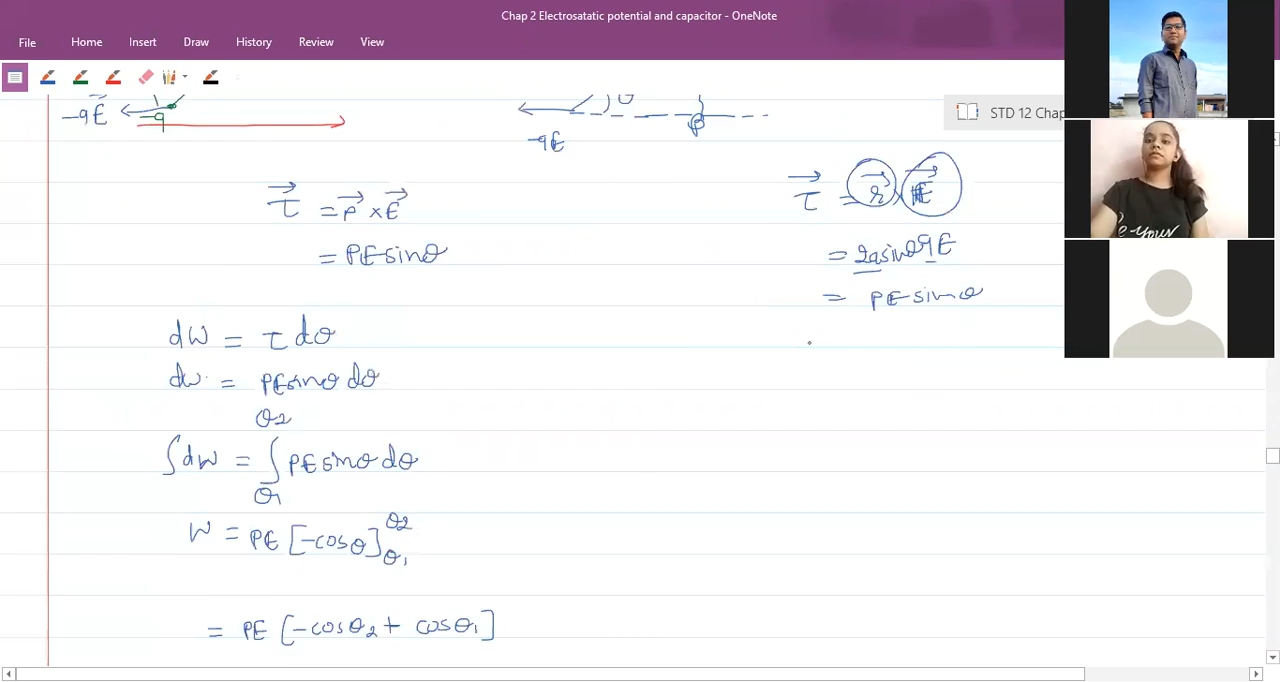 Chap 2 Electrosatatic potential and capacitor - OneNote
File Home Insert Draw History Review View
STD 12 Chap
-qE⃗ -q
-qE θ
τ⃗ = P⃗ × E⃗
= PE sinθ
τ⃗ = r⃗ × E⃗
= 2a sinθ qE
= PE sinθ
dW = τ dθ
dW = PE sinθ dθ
∫dW = ∫θ1^θ2 PE sinθ dθ
W = PE [-cosθ]θ1^θ2
= PE [-cosθ2 + cosθ1]